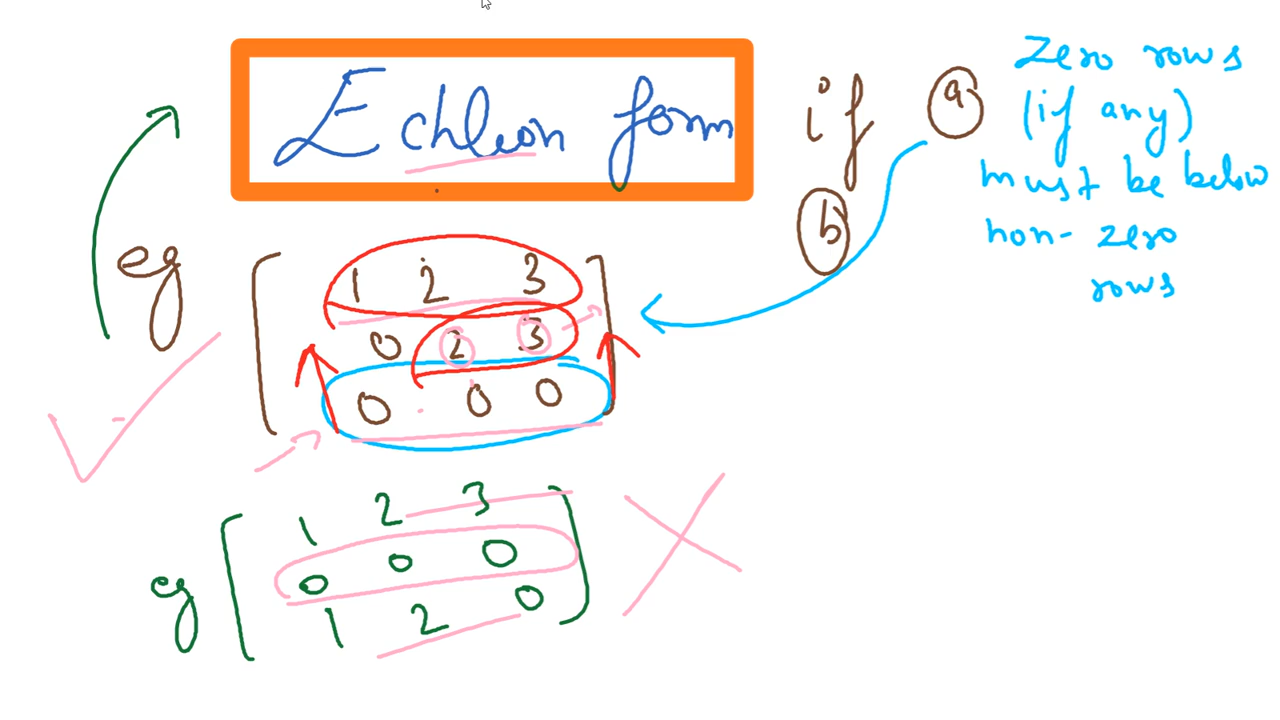 Echleon form if (a) Zero rows
(if any)
must be below
non-zero
rows
(b)
eg [ 1 2 3 ]
0 2 3
0 0 0
eg [ 1 2 3 ]
0 0 0
1 2 0